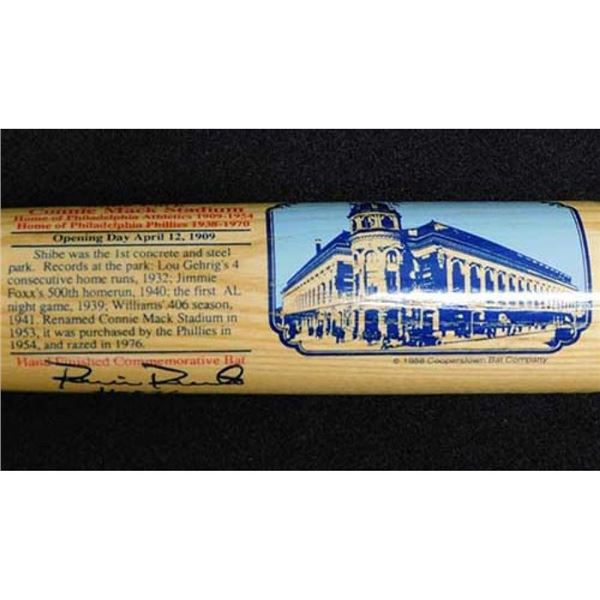 Connie Mack Stadium
Home of Philadelphia Athletics 1909-1954
Home of Philadelphia Phillies 1938-1970
Opening Day April 12, 1909
Shibe was the 1st concrete and steel
park. Records at the park: Lou Gehrig's 4
consecutive home runs, 1932; Jimmie
Foxx's 500th homerun, 1940; the first AL
night game, 1939; Williams'.406 season,
1941. Renamed Connie Mack Stadium in
1953, it was purchased by the Phillies in
1954, and razed in 1976.
Hand Finished Commemorative Bat
© 1988 Cooperstown Bat Company